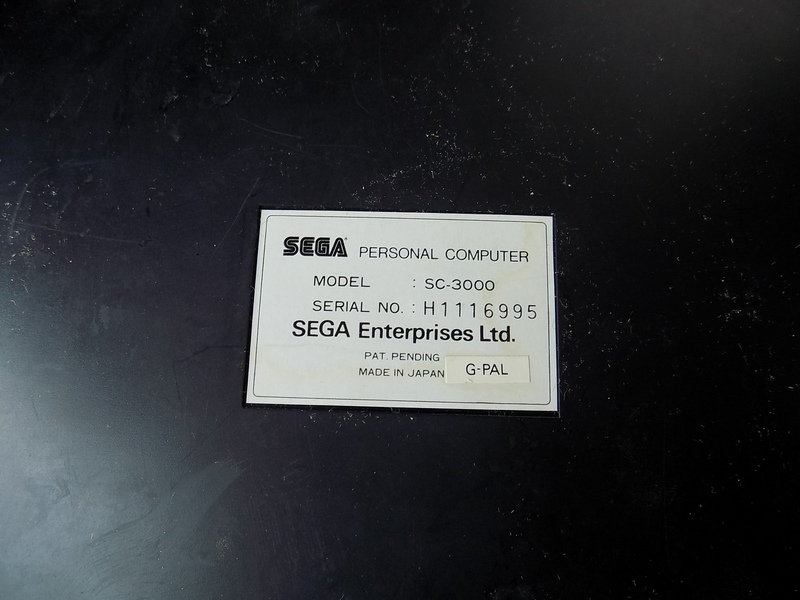 SEGA PERSONAL COMPUTER
MODEL : SC-3000
SERIAL NO. : H1116995
SEGA Enterprises Ltd.
PAT. PENDING
MADE IN JAPAN G-PAL